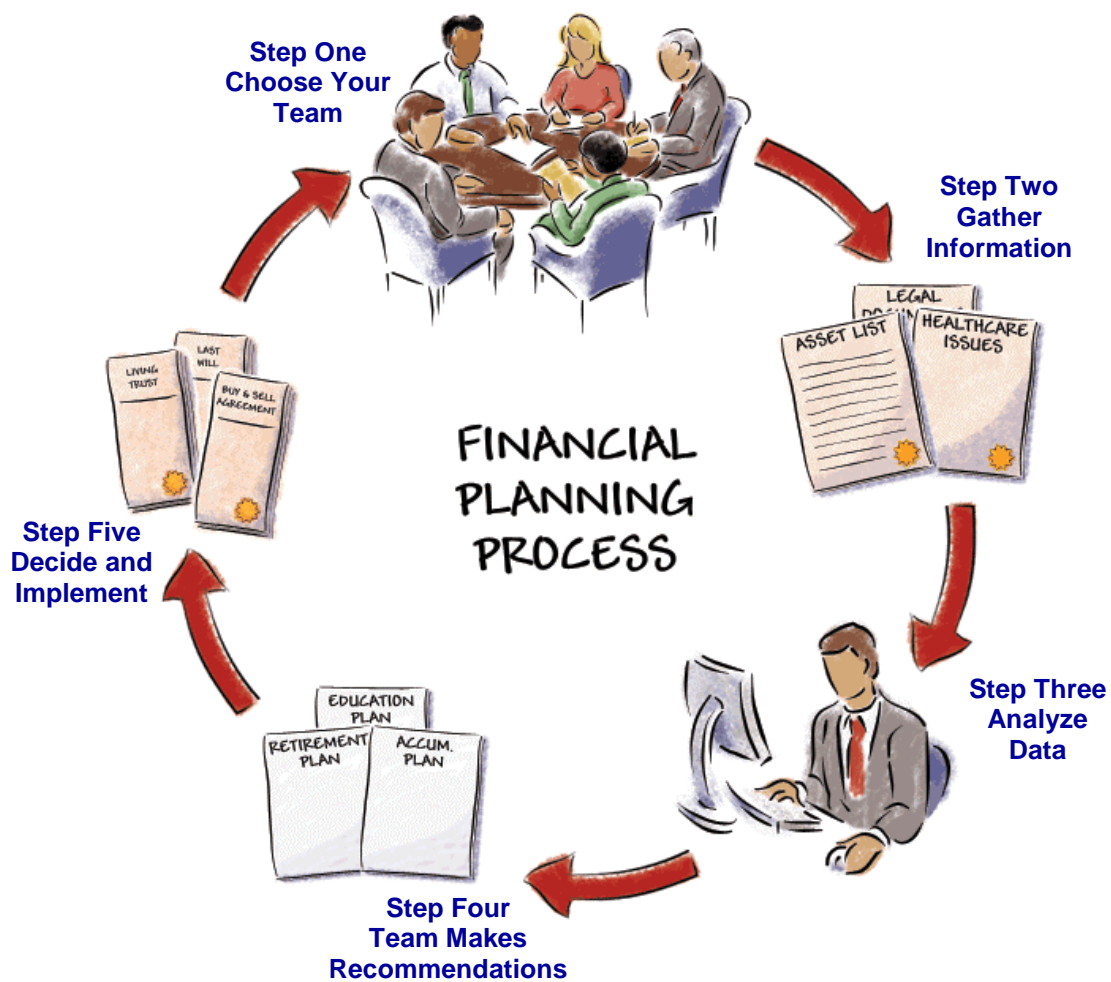 Step One
Choose Your
Team
Step Two
Gather
Information
LEGAL
ASSET LIST
HEALTHCARE
ISSUES
LIVING
TRUST
LAST
WILL
BUY & SELL
AGREEMENT
FINANCIAL
PLANNING
PROCESS
Step Three
Analyze
Data
EDUCATION
PLAN
RETIREMENT
PLAN
ACCUM.
PLAN
Step Four
Team Makes
Recommendations
Step Five
Decide and
Implement